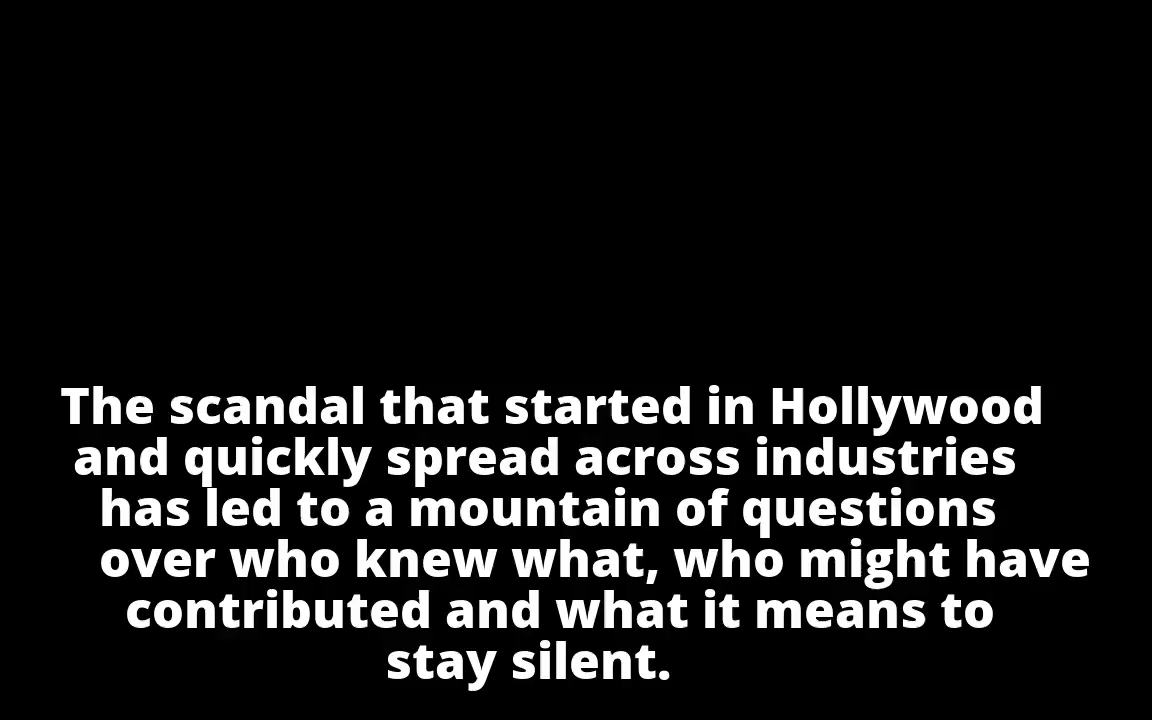 The scandal that started in Hollywood
and quickly spread across industries
has led to a mountain of questions
over who knew what, who might have
contributed and what it means to
stay silent.